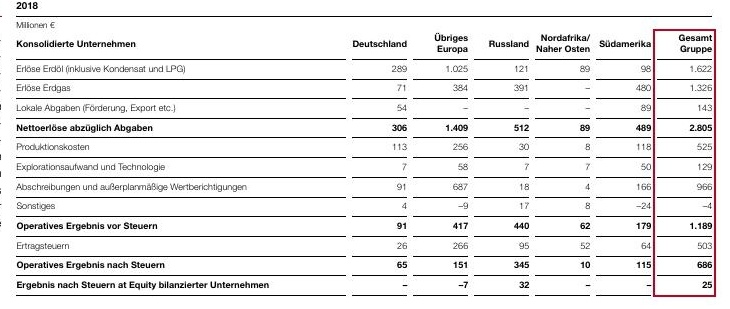 2018
Millionen €
Konsolidierte Unternehmen Deutschland Übriges Europa Russland Nordafrika/ Naher Osten Südamerika Gesamt Gruppe
Erlöse Erdöl (inklusive Kondensat und LPG) 289 1.025 121 89 98 1.622
Erlöse Erdgas 71 384 391 – 480 1.326
Lokale Abgaben (Förderung, Export etc.) 54 – – – 89 143
Nettoerlöse abzüglich Abgaben 306 1.409 512 89 489 2.805
Produktionskosten 113 256 30 8 118 525
Explorationsaufwand und Technologie 7 58 7 7 50 129
Abschreibungen und außerplanmäßige Wertberichtigungen 91 687 18 4 166 966
Sonstiges 4 –9 17 8 –24 –4
Operatives Ergebnis vor Steuern 91 417 440 62 179 1.189
Ertragsteuern 26 266 95 52 64 503
Operatives Ergebnis nach Steuern 65 151 345 10 115 686
Ergebnis nach Steuern at Equity bilanzierter Unternehmen – –7 32 – – 25